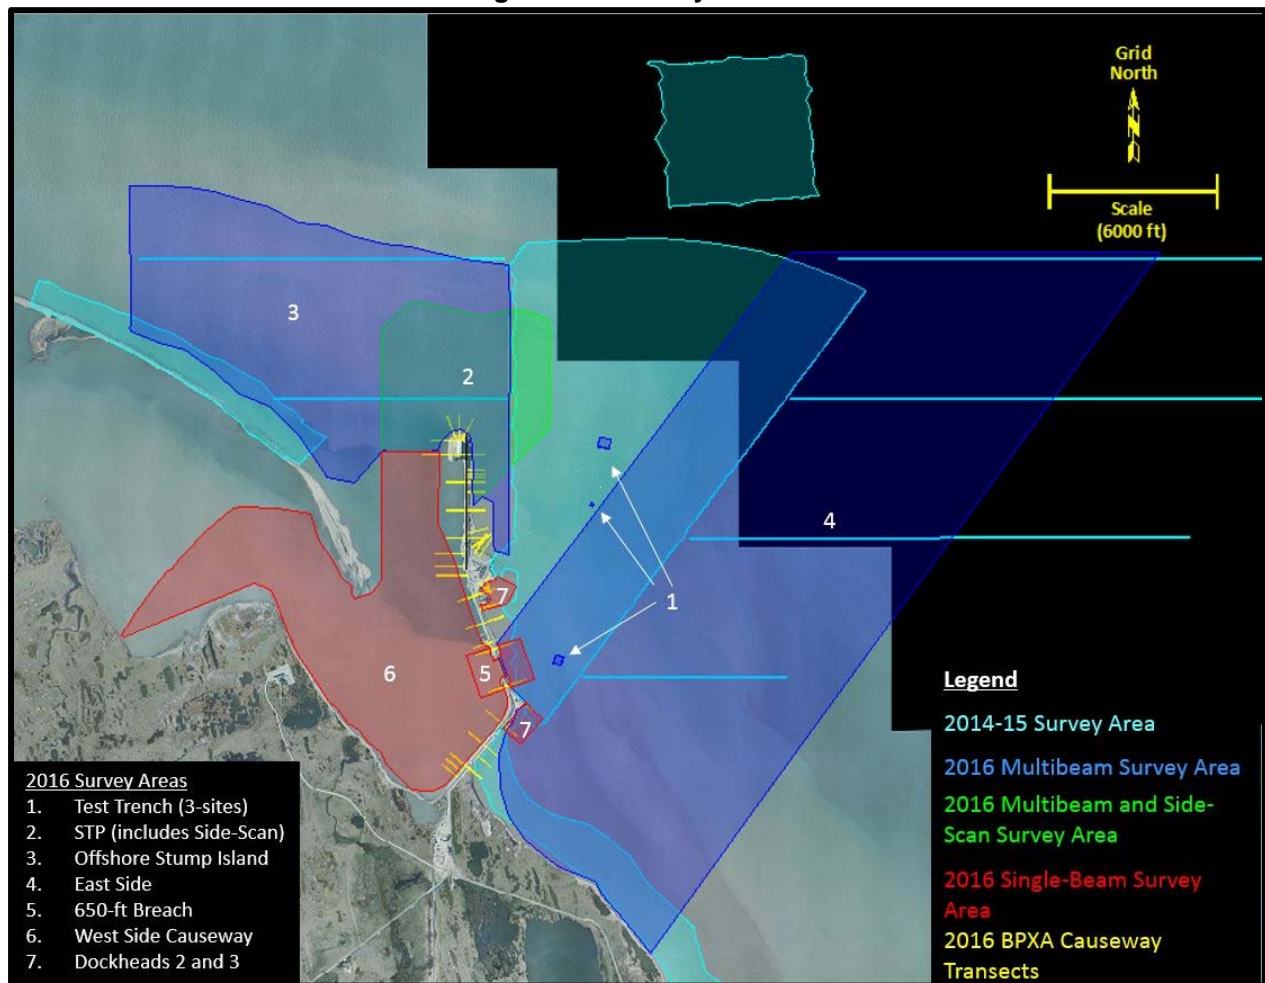 Grid
North
Scale
(6000 ft)
3
2
4
1
7
5
6
7
Legend
2014-15 Survey Area
2016 Multibeam Survey Area
2016 Multibeam and Side-
Scan Survey Area
2016 Single-Beam Survey
Area
2016 BPXA Causeway
Transects
2016 Survey Areas
1. Test Trench (3-sites)
2. STP (includes Side-Scan)
3. Offshore Stump Island
4. East Side
5. 650-ft Breach
6. West Side Causeway
7. Dockheads 2 and 3